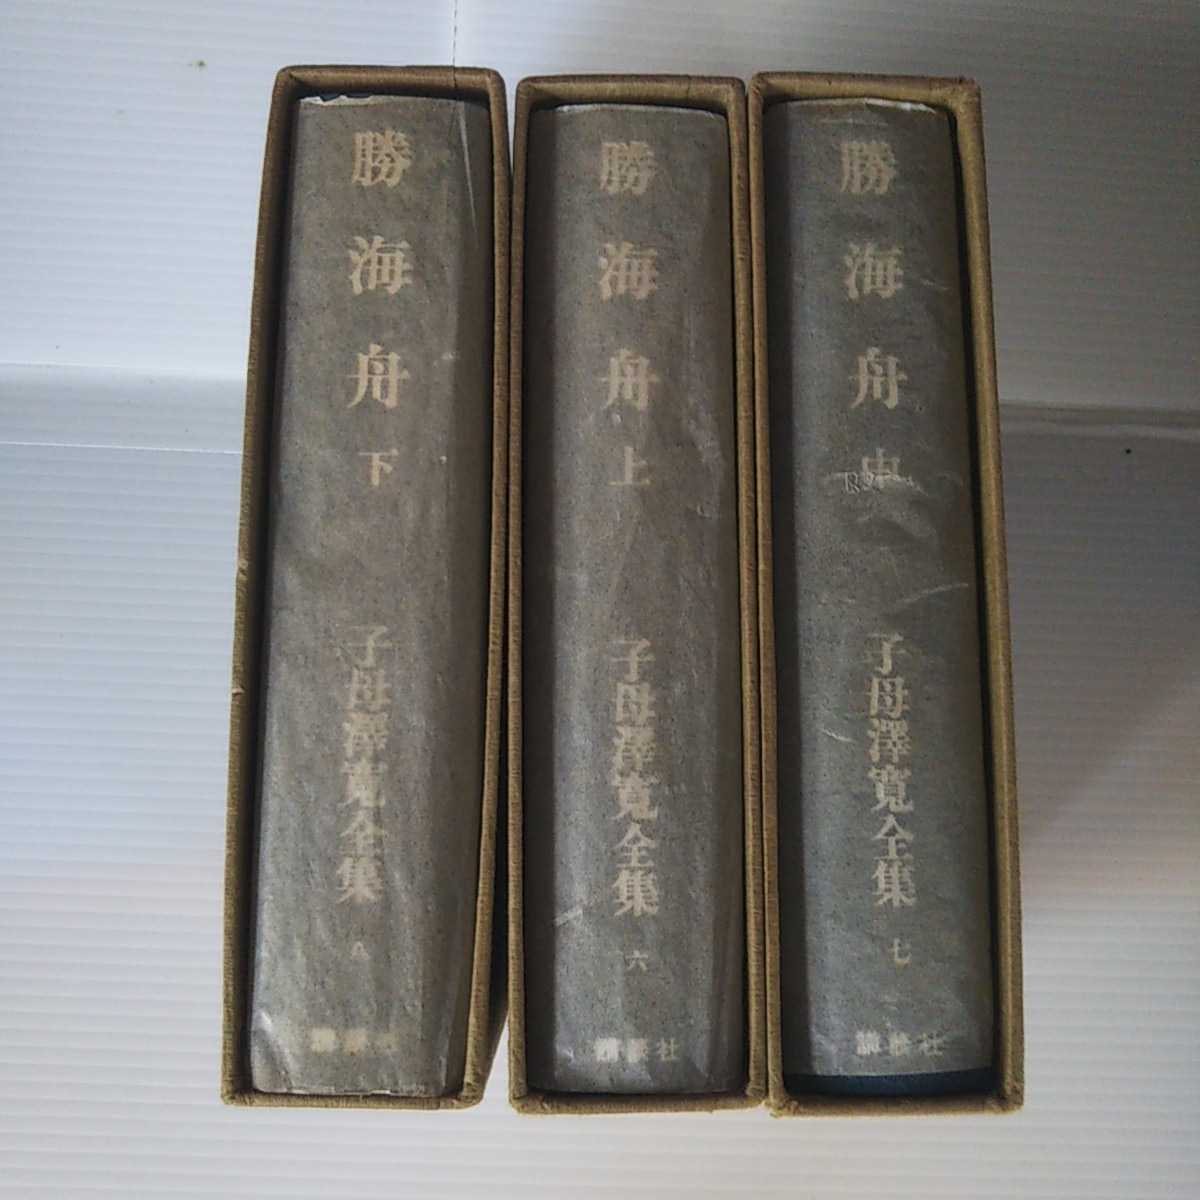 勝海舟 下
子母澤寛全集
八
講談社
勝海舟 上
子母澤寛全集
六
講談社
勝海舟 中
子母澤寛全集
七
講談社